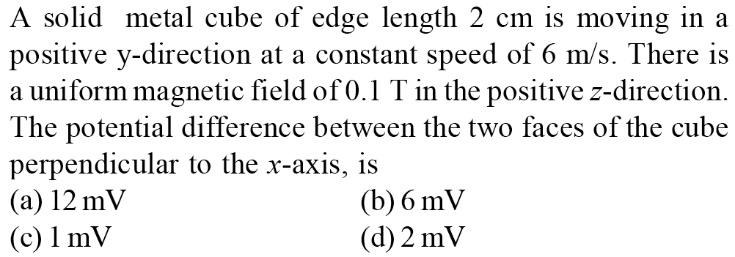 A solid metal cube of edge length 2 cm is moving in a
positive y-direction at a constant speed of 6 m/s. There is
a uniform magnetic field of 0.1 T in the positive z-direction.
The potential difference between the two faces of the cube
perpendicular to the x-axis, is
(a) 12 mV (b) 6 mV
(c) 1 mV (d) 2 mV